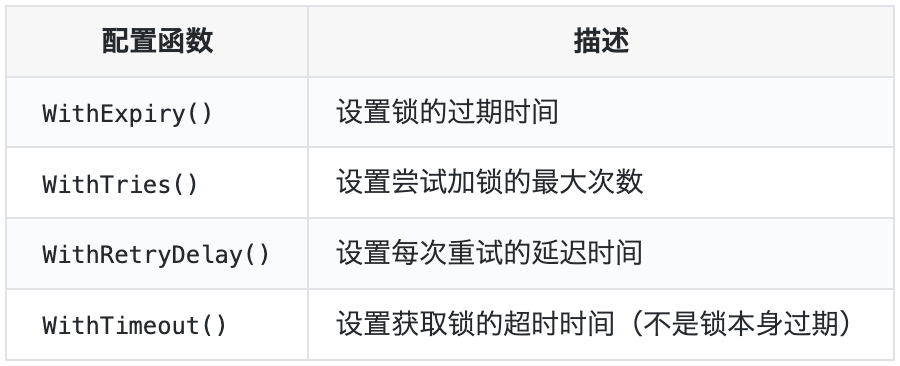 配置函数 描述
WithExpiry() 设置锁的过期时间
WithTries() 设置尝试加锁的最大次数
WithRetryDelay() 设置每次重试的延迟时间
WithTimeout() 设置获取锁的超时时间（不是锁本身过期）